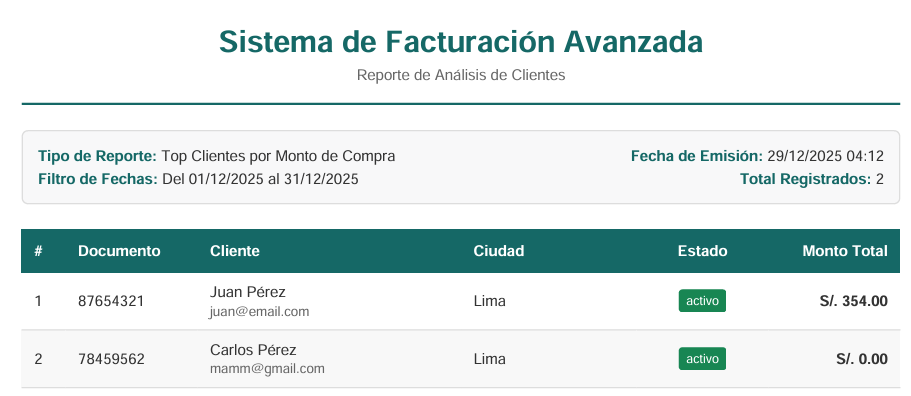 Sistema de Facturación Avanzada
Reporte de Análisis de Clientes
Tipo de Reporte: Top Clientes por Monto de Compra
Fecha de Emisión: 29/12/2025 04:12
Filtro de Fechas: Del 01/12/2025 al 31/12/2025
Total Registrados: 2
# Documento Cliente Ciudad Estado Monto Total
1 87654321 Juan Pérez Lima activo S/. 354.00
juan@email.com
2 78459562 Carlos Pérez Lima activo S/. 0.00
mamm@gmail.com